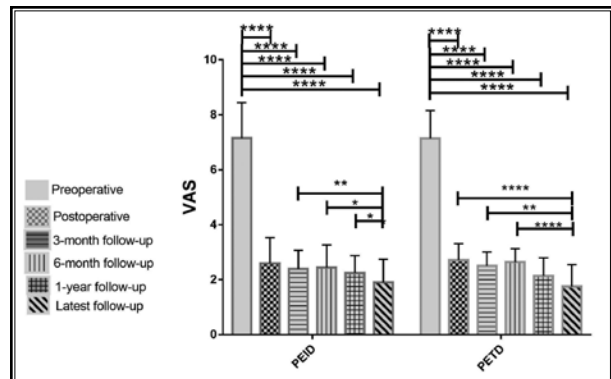 ****
****
****
****
****
****
****
****
****
****
10
8
6
4
2
0
VAS
**
*
*
****
**
****
Preoperative
Postoperative
3-month follow-up
6-month follow-up
1-year follow-up
Latest follow-up
PEID
PETD